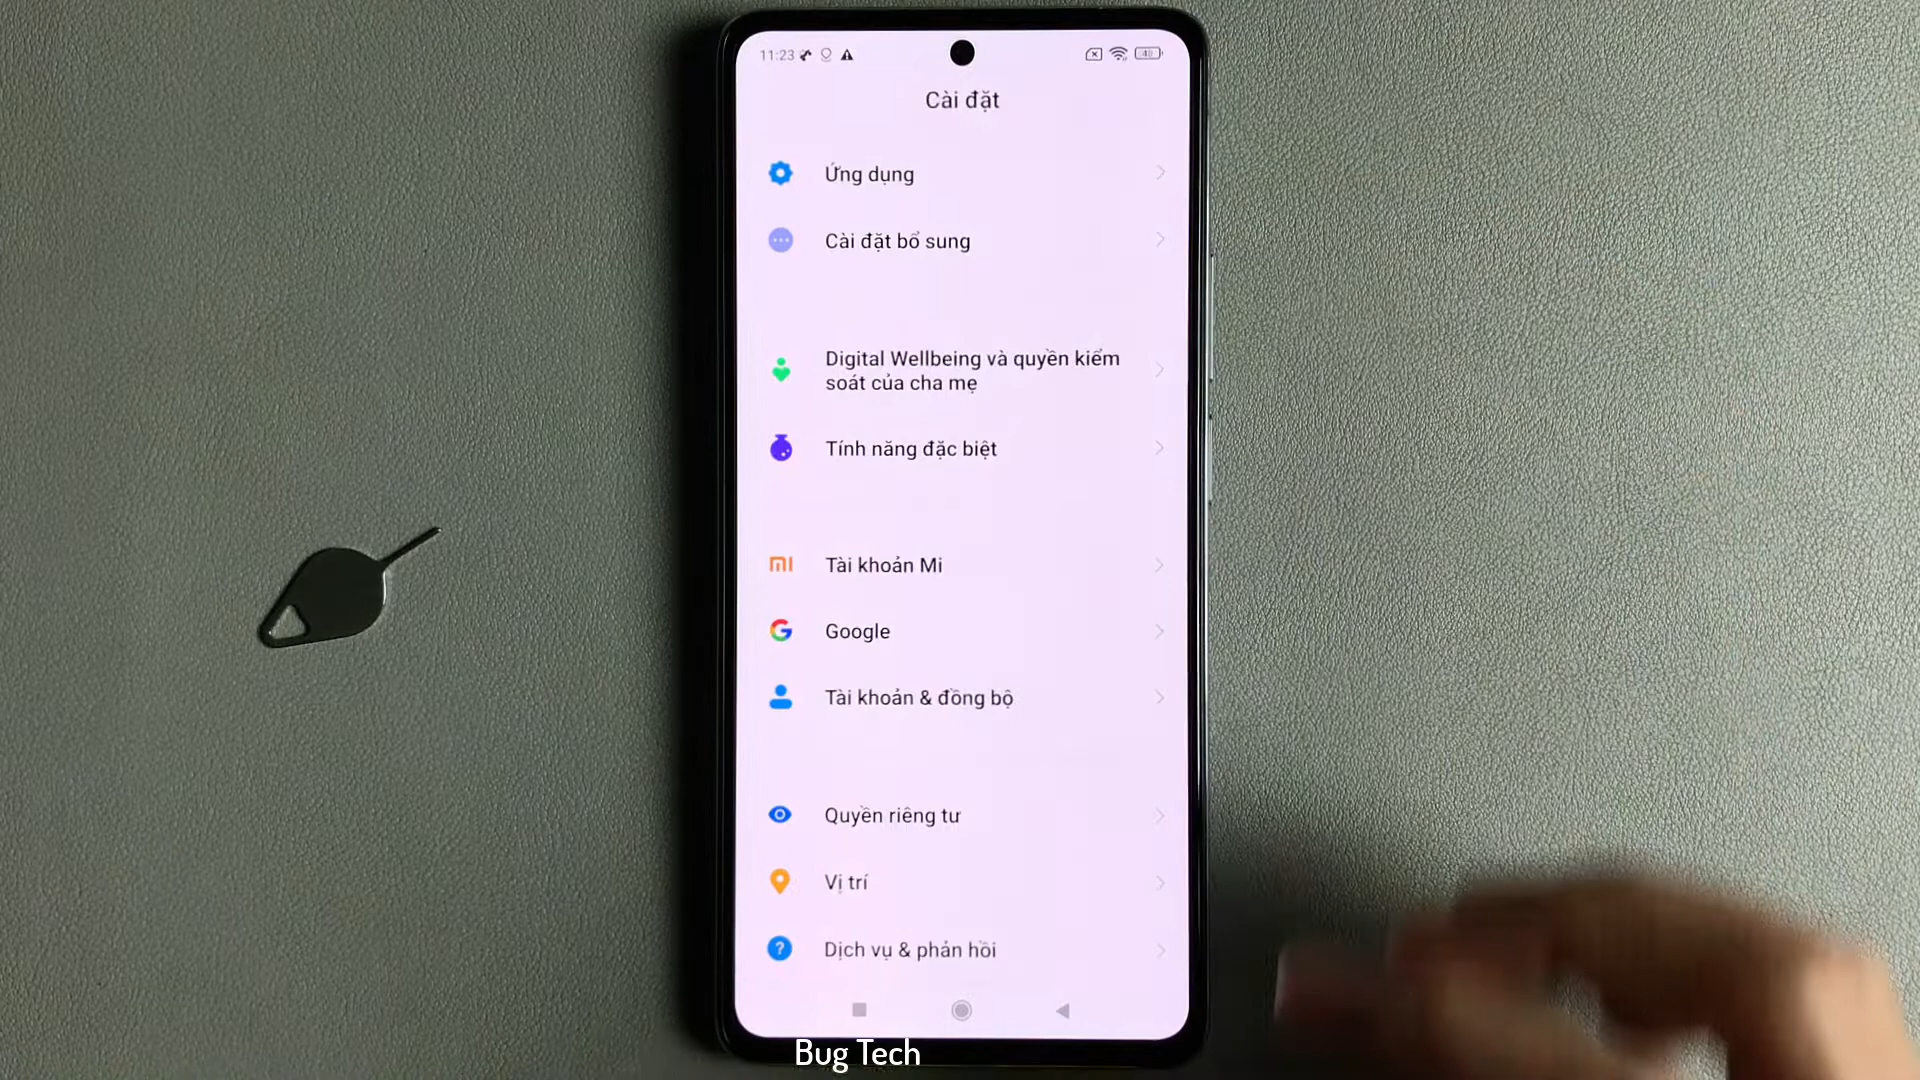 11:23
48
Cài đặt
Ứng dụng
Cài đặt bổ sung
Digital Wellbeing và quyền kiểm
soát của cha mẹ
Tính năng đặc biệt
Tài khoản Mi
Google
Tài khoản & đồng bộ
Quyền riêng tư
Vị trí
Dịch vụ & phản hồi
Bug Tech